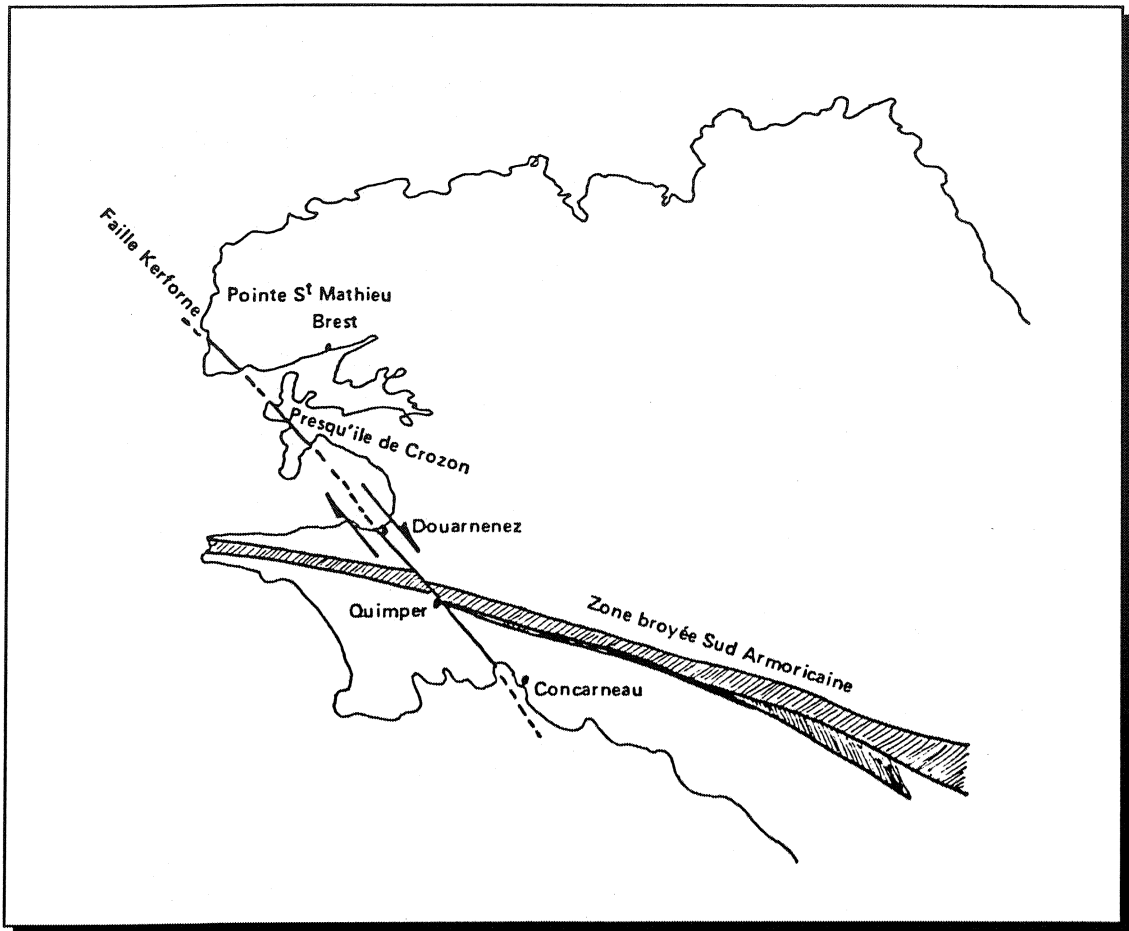 Faille Kerforne
Pointe St Mathieu
Brest
Presqu'ile de Crozon
Douarnenez
Quimper
Zone broyée Sud Armoricaine
Concarneau